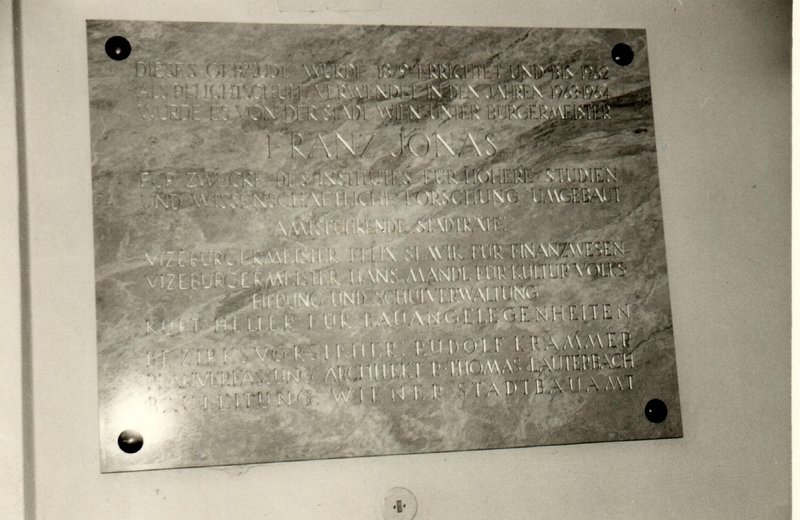 DIESES GEBÄUDE WURDE 1879 ERRICHTET UND BIS 1962
ALS PFLICHTSCHULE VERWENDET IN DEN JAHREN 1963-1964
WURDE ES VON DER STADT WIEN UNTER BÜRGERMEISTER
FRANZ JONAS
FÜR ZWECKE DES INSTITUTES FÜR HÖHERE STUDIEN
UND WISSENSCHAFTLICHE FORSCHUNG UMGEBAUT
AMTSFÜHRENDE STADTRÄTE:
VIZEBÜRGERMEISTER FELIX SLAVIK FÜR FINANZWESEN
VIZEBÜRGERMEISTER HANS MANDL FÜR KULTUR VOLKS-
BILDUNG UND SCHULVERWALTUNG
KURT HELLER FÜR BAUANGELEGENHEITEN
BEZIRKSVORSTEHER: RUDOLF KRAMMER
PLANVERFASSUNG: ARCHITEKT P. THOMAS LAUTERBACH
BAULEITUNG: WIENER STADTBAUAMT